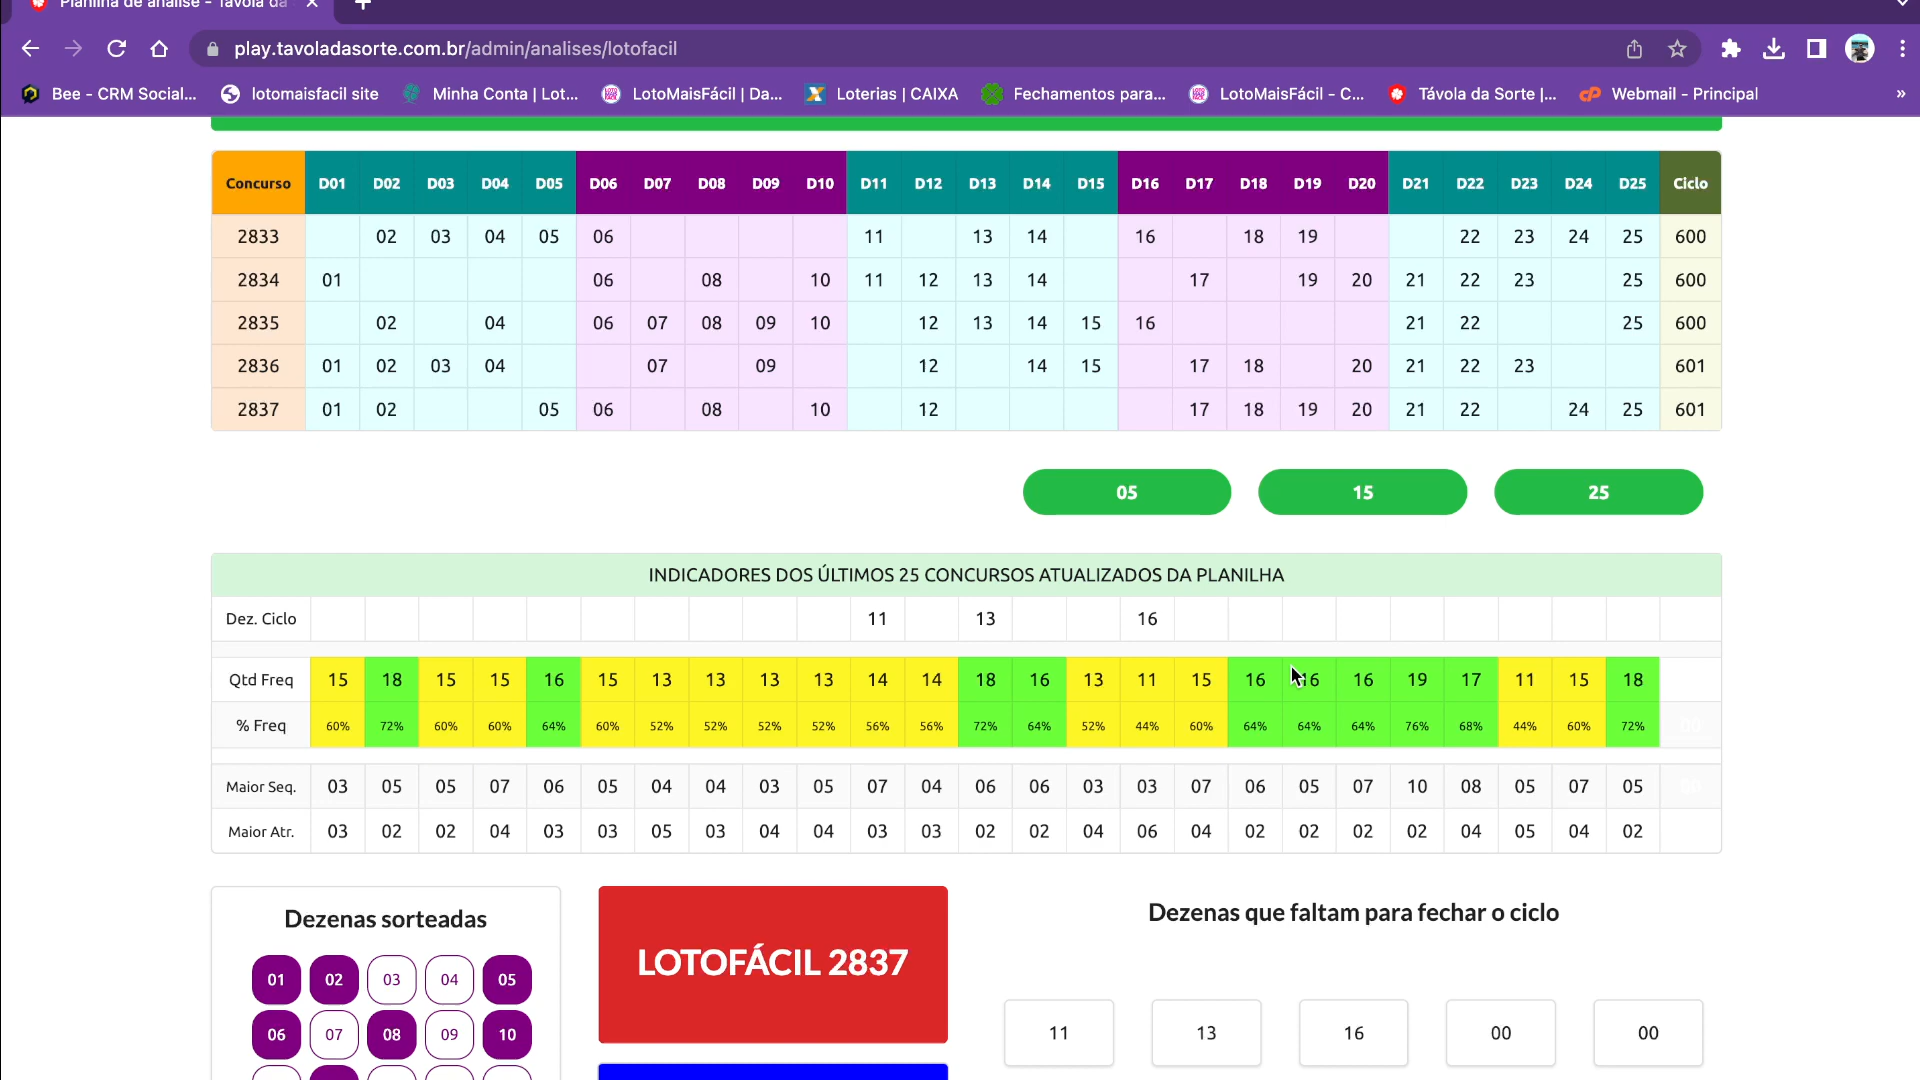 Planilha de análise - Távola da
play.tavoladasorte.com.br/admin/analises/lotofacil
Bee - CRM Social... lotomaisfacil site Minha Conta | Lot... LotoMaisFácil | Da... Loterias | CAIXA Fechamentos para... LotoMaisFácil - C... Távola da Sorte |... cP Webmail - Principal »
Concurso D01 D02 D03 D04 D05 D06 D07 D08 D09 D10 D11 D12 D13 D14 D15 D16 D17 D18 D19 D20 D21 D22 D23 D24 D25 Ciclo
2833 02 03 04 05 06 11 13 14 16 18 19 22 23 24 25 600
2834 01 06 08 10 11 12 13 14 17 19 20 21 22 23 25 600
2835 02 04 06 07 08 09 10 12 13 14 15 16 21 22 25 600
2836 01 02 03 04 07 09 12 14 15 17 18 20 21 22 23 601
2837 01 02 05 06 08 10 12 17 18 19 20 21 22 24 25 601
05 15 25
INDICADORES DOS ÚLTIMOS 25 CONCURSOS ATUALIZADOS DA PLANILHA
Dez. Ciclo 11 13 16
Qtd Freq 15 18 15 15 16 15 13 13 13 13 14 14 18 16 13 11 15 16 16 16 19 17 11 15 18
% Freq 60% 72% 60% 60% 64% 60% 52% 52% 52% 52% 56% 56% 72% 64% 52% 44% 60% 64% 64% 64% 76% 68% 44% 60% 72% 00
Maior Seq. 03 05 05 07 06 05 04 04 03 05 07 04 06 06 03 03 07 06 05 07 10 08 05 07 05 00
Maior Atr. 03 02 02 04 03 03 05 03 04 04 03 03 02 02 04 06 04 02 02 02 02 04 05 04 02
Dezenas sorteadas
01 02 03 04 05
06 07 08 09 10
LOTOFÁCIL 2837
Dezenas que faltam para fechar o ciclo
11 13 16 00 00